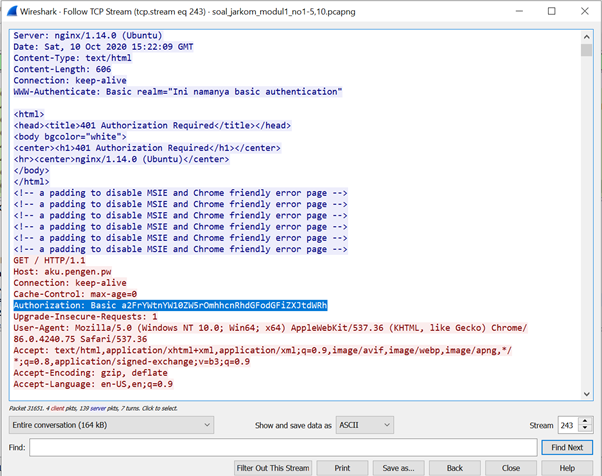 Wireshark - Follow TCP Stream (tcp.stream eq 243) - soal_jarkom_modul1_no1-5,10.pcapng
Server: nginx/1.14.0 (Ubuntu)
Date: Sat, 10 Oct 2020 15:22:09 GMT
Content-Type: text/html
Content-Length: 606
Connection: keep-alive
WWW-Authenticate: Basic realm="Ini namanya basic authentication"
<html>
<head><title>401 Authorization Required</title></head>
<body bgcolor="white">
<center><h1>401 Authorization Required</h1></center>
<hr><center>nginx/1.14.0 (Ubuntu)</center>
</body>
</html>
<!-- a padding to disable MSIE and Chrome friendly error page -->
<!-- a padding to disable MSIE and Chrome friendly error page -->
<!-- a padding to disable MSIE and Chrome friendly error page -->
<!-- a padding to disable MSIE and Chrome friendly error page -->
<!-- a padding to disable MSIE and Chrome friendly error page -->
<!-- a padding to disable MSIE and Chrome friendly error page -->
GET / HTTP/1.1
Host: aku.pengen.pw
Connection: keep-alive
Cache-Control: max-age=0
Authorization: Basic a2FrYWtnYW10ZW5rOmhhcnRhdGFodGFiZXJtdWRh
Upgrade-Insecure-Requests: 1
User-Agent: Mozilla/5.0 (Windows NT 10.0; Win64; x64) AppleWebKit/537.36 (KHTML, like Gecko) Chrome/
86.0.4240.75 Safari/537.36
Accept: text/html,application/xhtml+xml,application/xml;q=0.9,image/avif,image/webp,image/apng,*/
*;q=0.8,application/signed-exchange;v=b3;q=0.9
Accept-Encoding: gzip, deflate
Accept-Language: en-US,en;q=0.9
Packet 31651. 4 client pkts, 139 server pkts, 7 turns. Click to select.
Entire conversation (164 kB) Show and save data as ASCII Stream 243
Find: Find Next
Filter Out This Stream Print Save as... Back Close Help